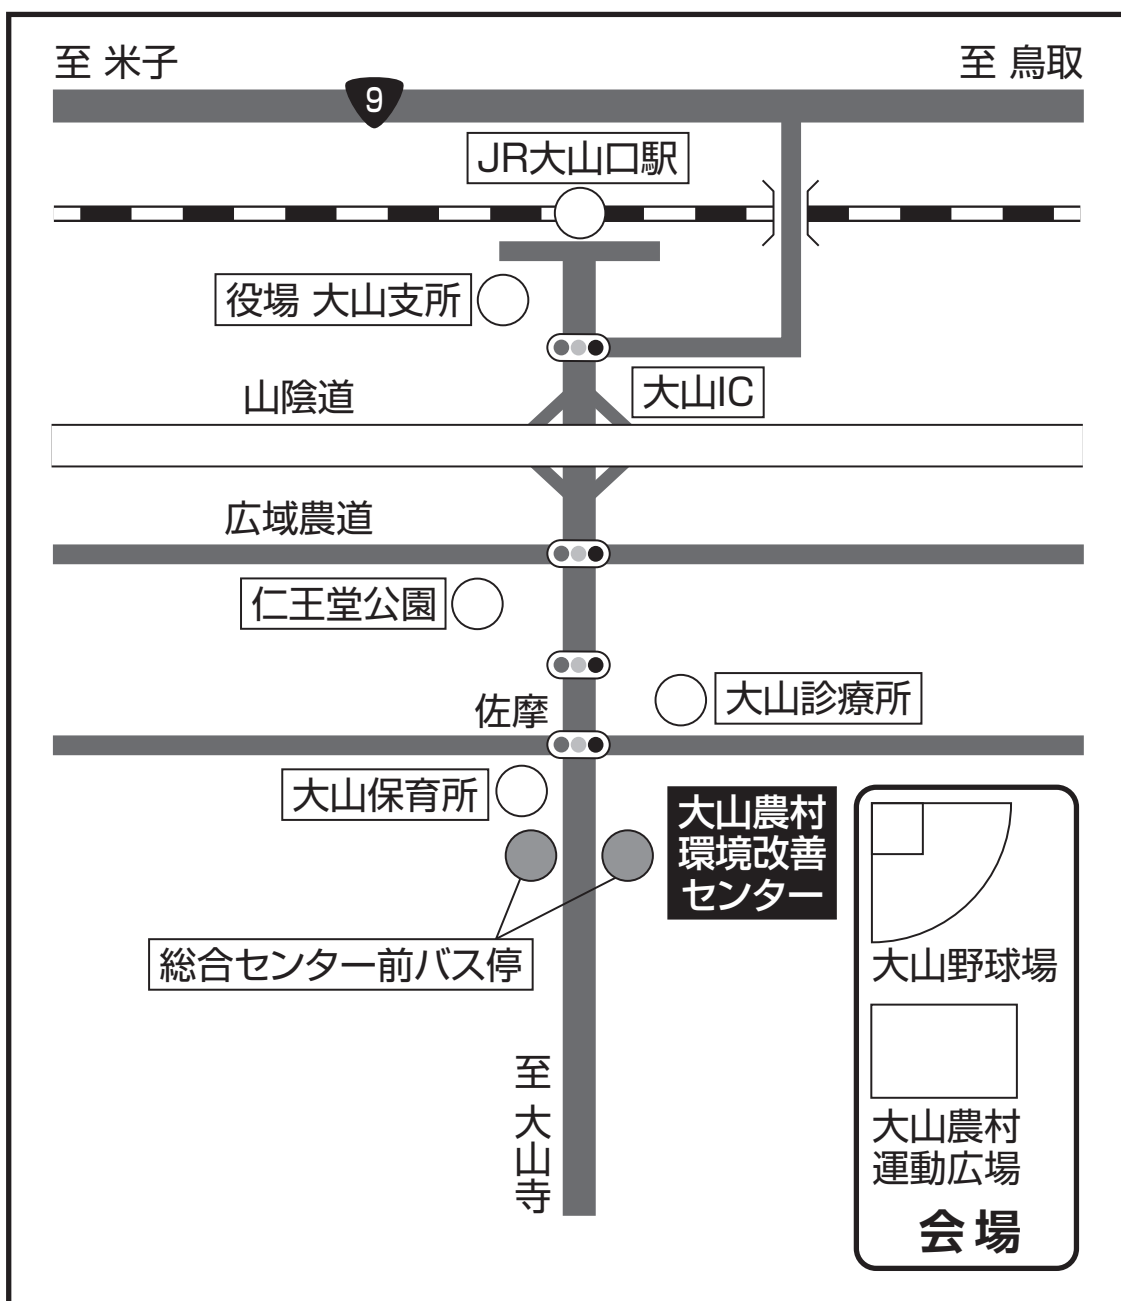 至 米子
至 鳥取
9
JR大山口駅
役場 大山支所
大山IC
山陰道
広域農道
仁王堂公園
大山診療所
佐摩
大山保育所
大山農村
環境改善
センター
総合センター前バス停
大山野球場
大山農村
運動広場
会場
至 大山寺